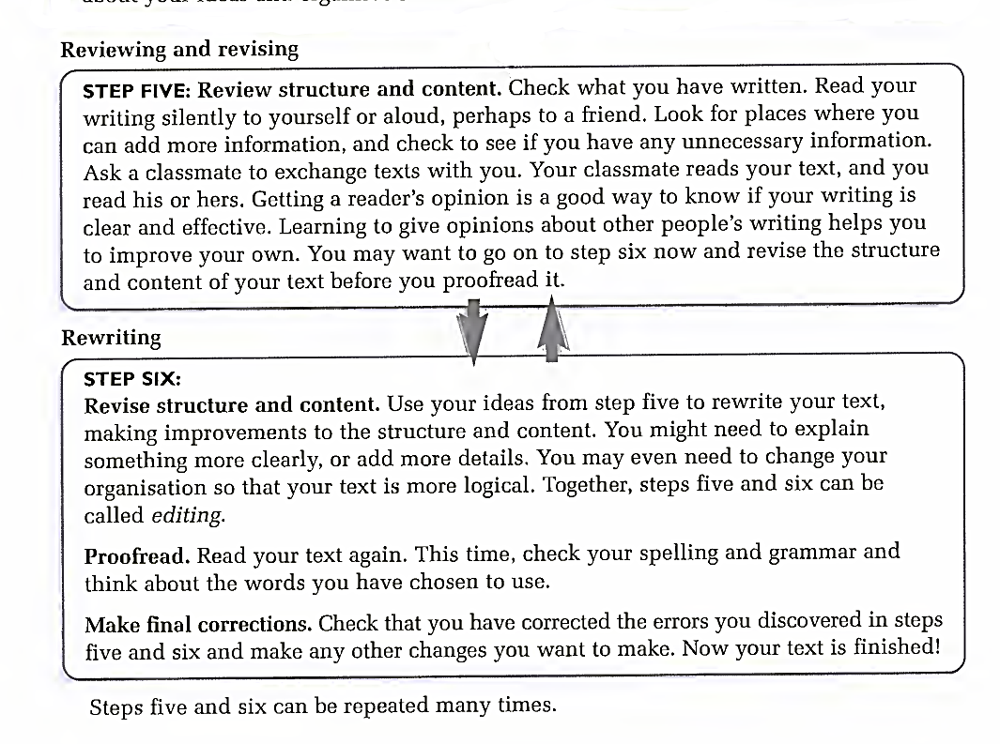 Reviewing and revising
STEP FIVE: Review structure and content. Check what you have written. Read your
writing silently to yourself or aloud, perhaps to a friend. Look for places where you
can add more information, and check to see if you have any unnecessary information.
Ask a classmate to exchange texts with you. Your classmate reads your text, and you
read his or hers. Getting a reader's opinion is a good way to know if your writing is
clear and effective. Learning to give opinions about other people's writing helps you
to improve your own. You may want to go on to step six now and revise the structure
and content of your text before you proofread it.
Rewriting
STEP SIX:
Revise structure and content. Use your ideas from step five to rewrite your text,
making improvements to the structure and content. You might need to explain
something more clearly, or add more details. You may even need to change your
organisation so that your text is more logical. Together, steps five and six can be
called editing.
Proofread. Read your text again. This time, check your spelling and grammar and
think about the words you have chosen to use.
Make final corrections. Check that you have corrected the errors you discovered in steps
five and six and make any other changes you want to make. Now your text is finished!
Steps five and six can be repeated many times.